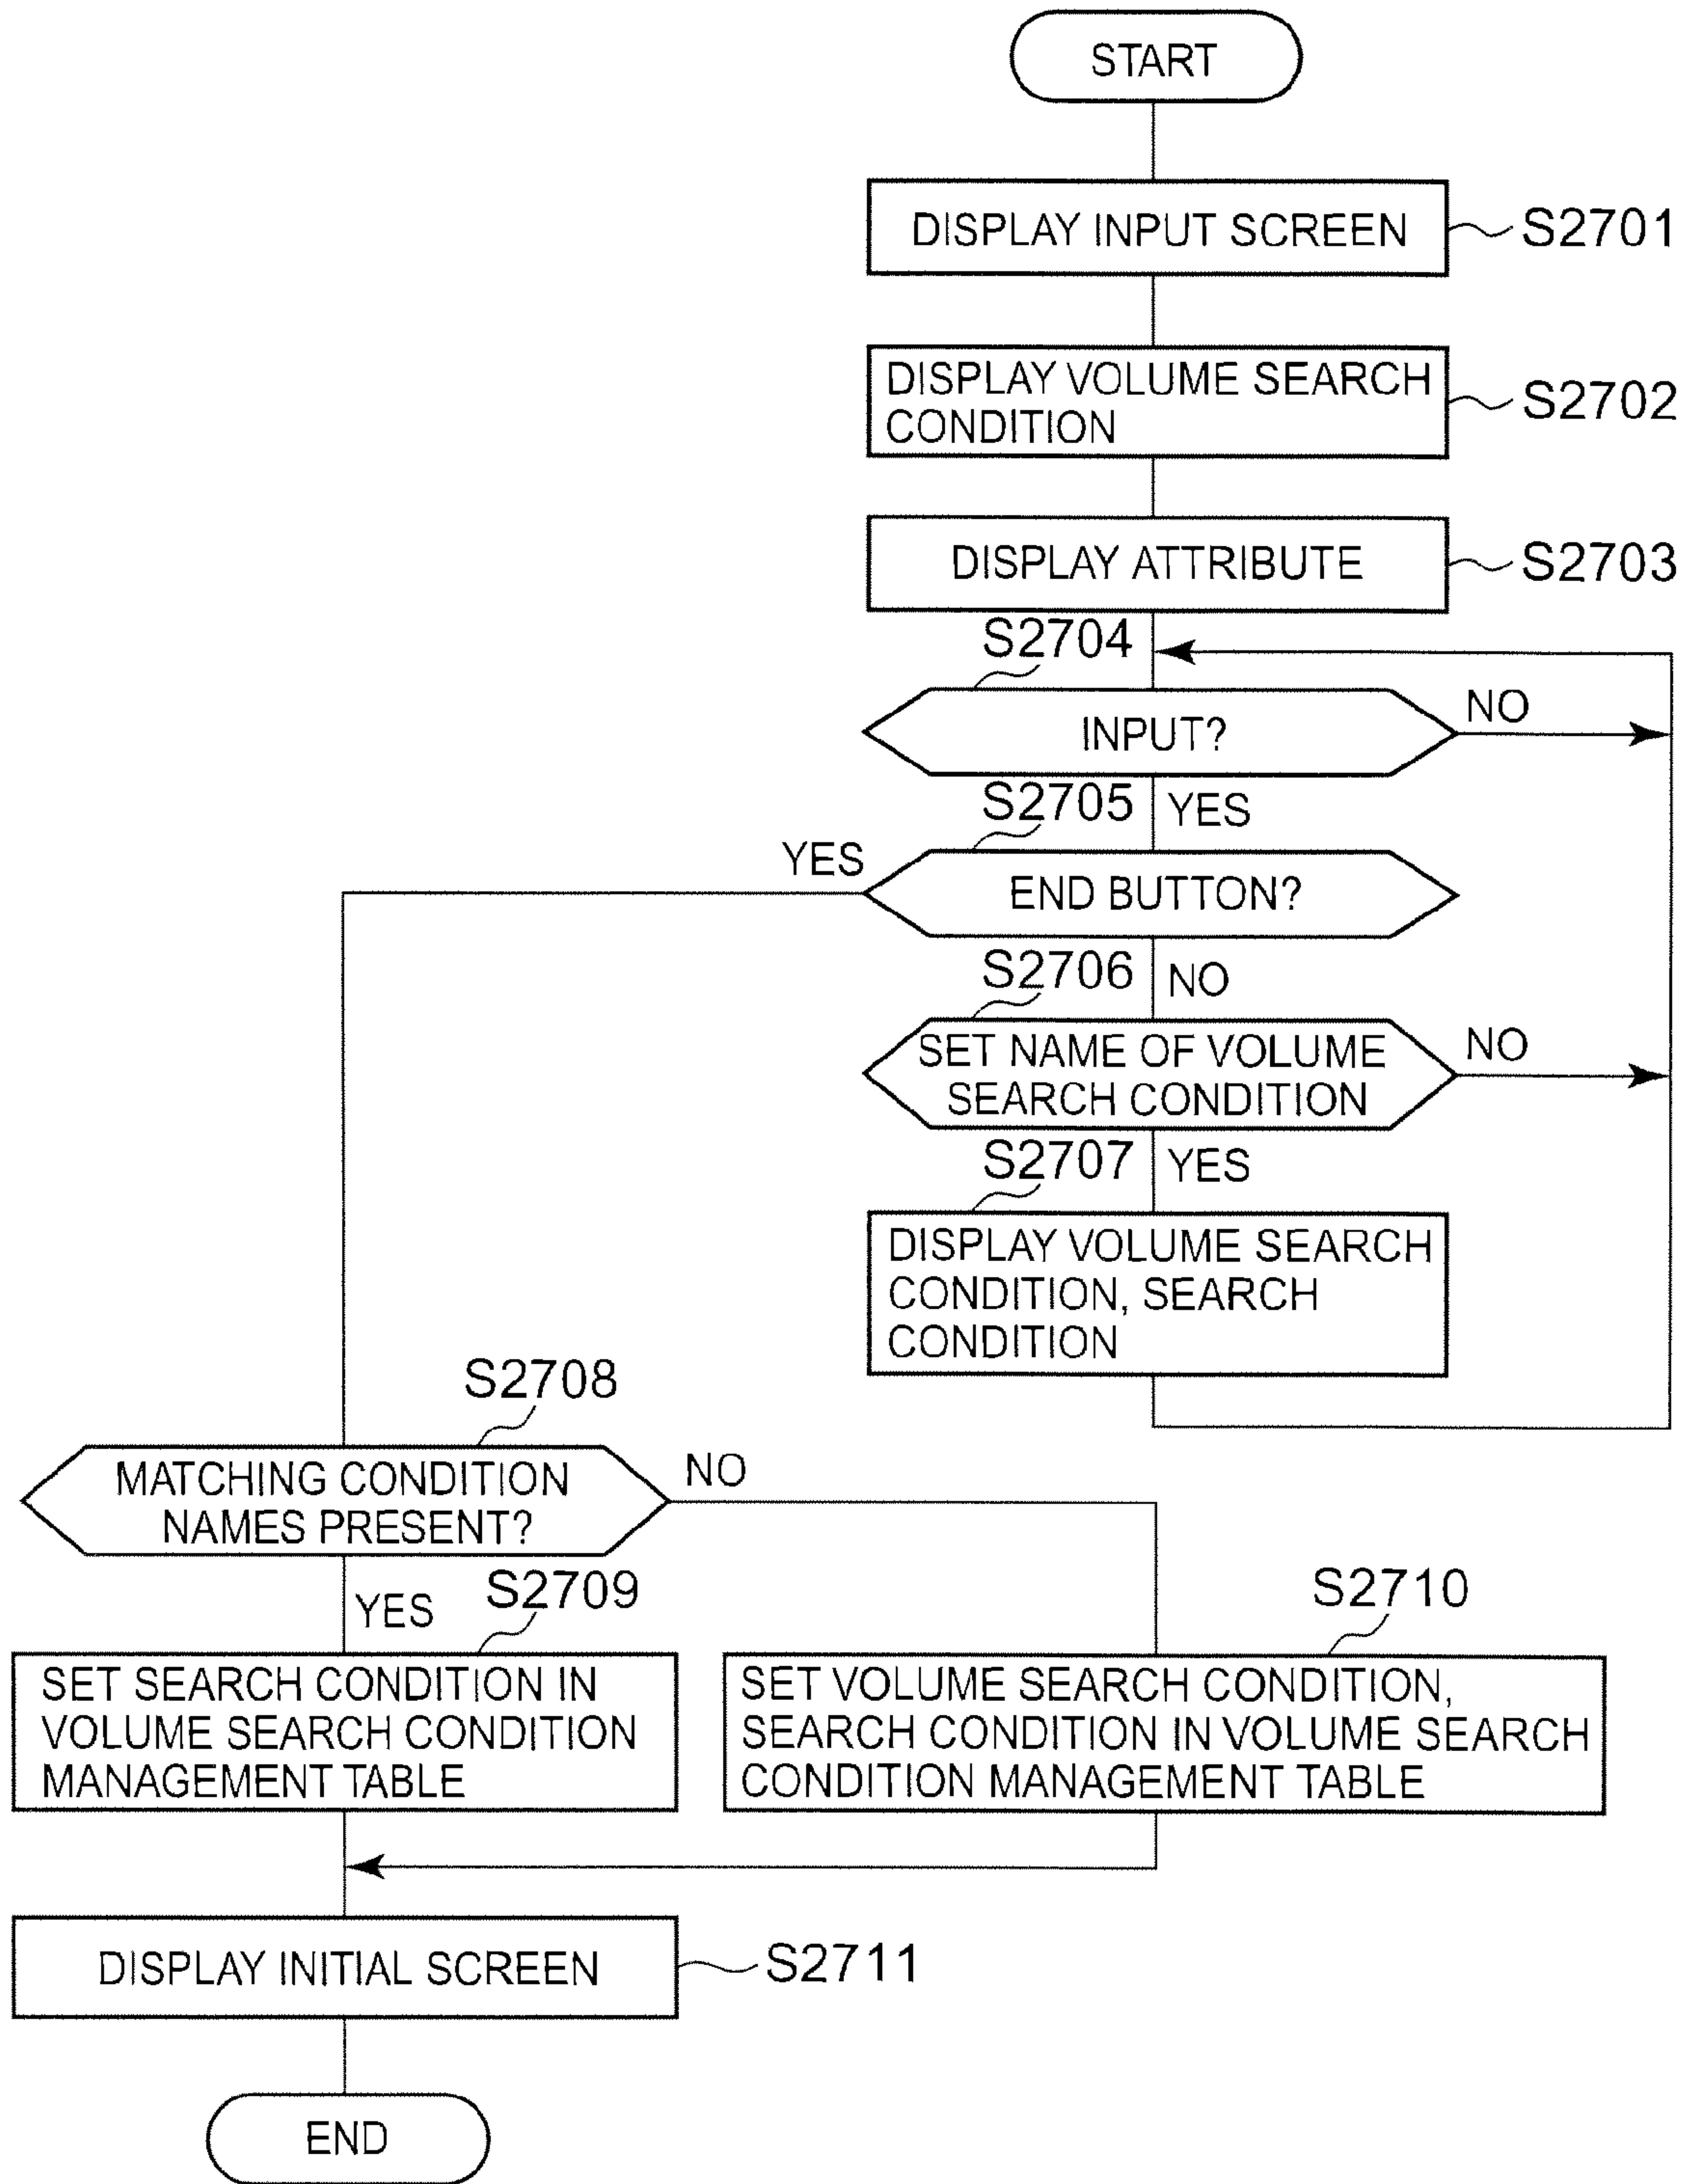 START
DISPLAY INPUT SCREEN
S2701
DISPLAY VOLUME SEARCH
CONDITION
S2702
DISPLAY ATTRIBUTE
S2703
S2704
INPUT?
NO
S2705
YES
YES
END BUTTON?
S2706
NO
SET NAME OF VOLUME
SEARCH CONDITION
NO
S2707
YES
DISPLAY VOLUME SEARCH
CONDITION, SEARCH
CONDITION
S2708
MATCHING CONDITION
NAMES PRESENT?
NO
YES
S2709
S2710
SET SEARCH CONDITION IN
VOLUME SEARCH CONDITION
MANAGEMENT TABLE
SET VOLUME SEARCH CONDITION,
SEARCH CONDITION IN VOLUME SEARCH
CONDITION MANAGEMENT TABLE
DISPLAY INITIAL SCREEN
S2711
END